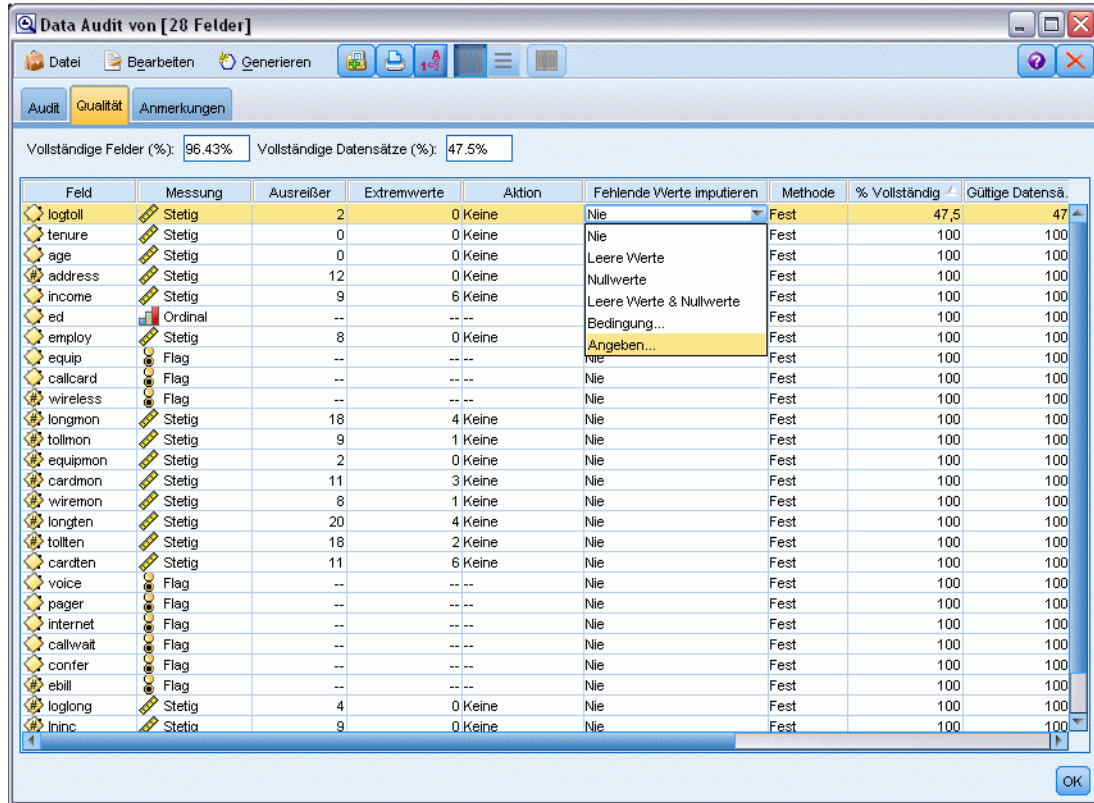 Data Audit von [28 Felder]
Datei Bearbeiten Generieren
Audit Qualität Anmerkungen
Vollständige Felder (%): 96.43% Vollständige Datensätze (%): 47.5%
Feld Messung Ausreißer Extremwerte Aktion Fehlende Werte imputieren Methode % Vollständig Gültige Datensä.
logtoll Stetig 2 0 Keine Nie Fest 47,5 47
tenure Stetig 0 0 Keine Nie Fest 100 100
age Stetig 0 0 Keine Leere Werte Fest 100 100
address Stetig 12 0 Keine Nullwerte Fest 100 100
income Stetig 9 6 Keine Leere Werte & Nullwerte Fest 100 100
ed Ordinal -- -- -- Bedingung... Fest 100 100
employ Stetig 8 0 Keine Angeben... Fest 100 100
equip Flag -- -- -- Nie Fest 100 100
callcard Flag -- -- -- Nie Fest 100 100
wireless Flag -- -- -- Nie Fest 100 100
longmon Stetig 18 4 Keine Nie Fest 100 100
tollmon Stetig 9 1 Keine Nie Fest 100 100
equipmon Stetig 2 0 Keine Nie Fest 100 100
cardmon Stetig 11 3 Keine Nie Fest 100 100
wiremon Stetig 8 1 Keine Nie Fest 100 100
longten Stetig 20 4 Keine Nie Fest 100 100
tollten Stetig 18 2 Keine Nie Fest 100 100
cardten Stetig 11 6 Keine Nie Fest 100 100
voice Flag -- -- -- Nie Fest 100 100
pager Flag -- -- -- Nie Fest 100 100
internet Flag -- -- -- Nie Fest 100 100
callwait Flag -- -- -- Nie Fest 100 100
confer Flag -- -- -- Nie Fest 100 100
ebill Flag -- -- -- Nie Fest 100 100
loglong Stetig 4 0 Keine Nie Fest 100 100
lninc Stetig 9 0 Keine Nie Fest 100 100
OK